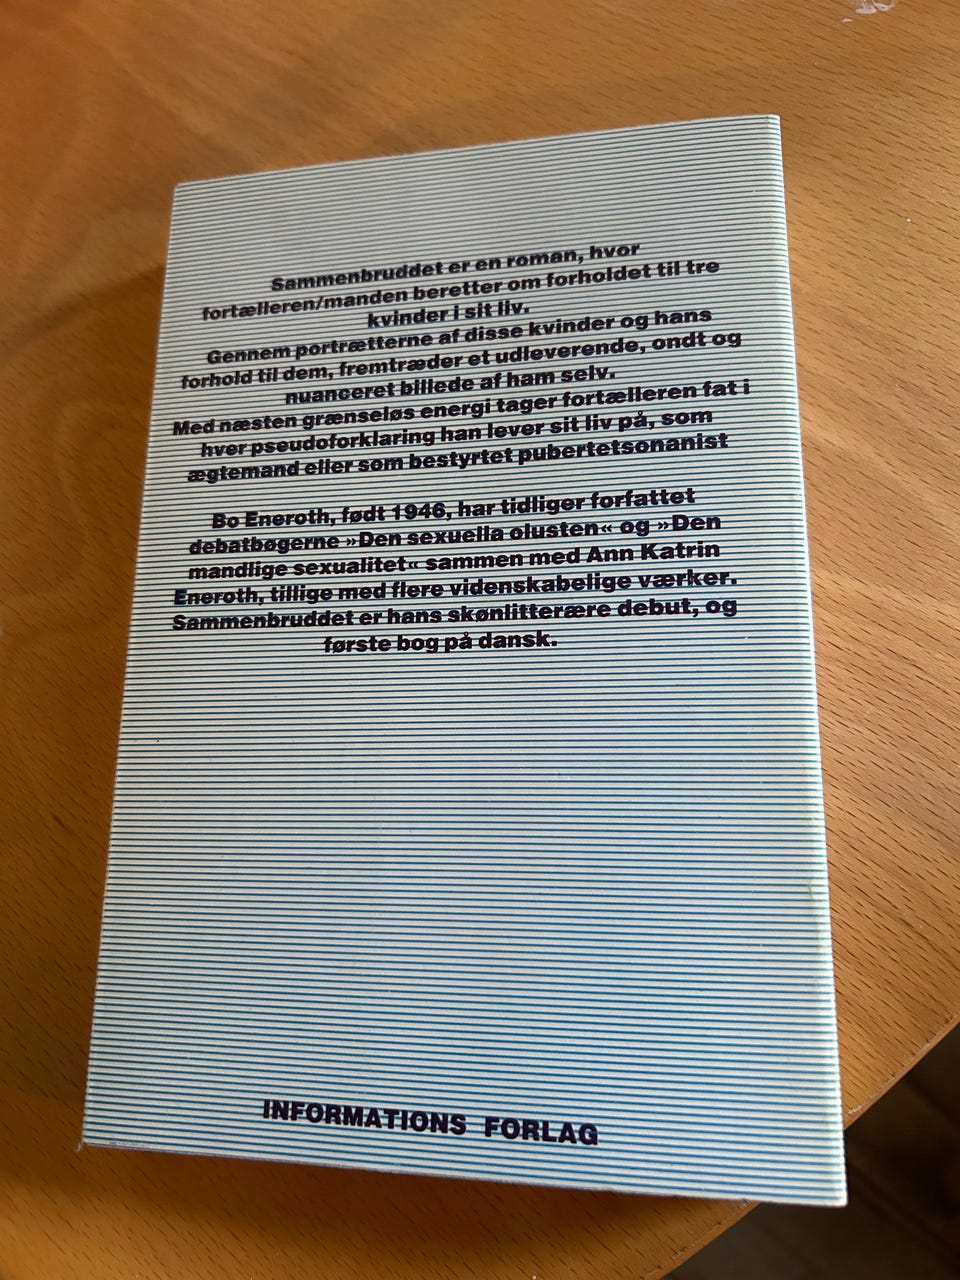 Sammenbruddet er en roman, hvor
fortælleren/manden beretter om forholdet til tre
kvinder i sit liv.
Gennem portrætterne af disse kvinder og hans
forhold til dem, fremtræder et udleverende, ondt og
nuanceret billede af ham selv.
Med næsten grænseløs energi tager fortælleren fat i
hver pseudoforklaring han lever sit liv på, som
ægtemand eller som bestyrtet pubertetsonanist
Bo Eneroth, født 1946, har tidliger forfattet
debatbøgerne »Den sexuella olusten« og »Den
mandlige sexualitet« sammen med Ann Katrin
Eneroth, tillige med flere videnskabelige værker.
Sammenbruddet er hans skønlitterære debut, og
første bog på dansk.
INFORMATIONS FORLAG